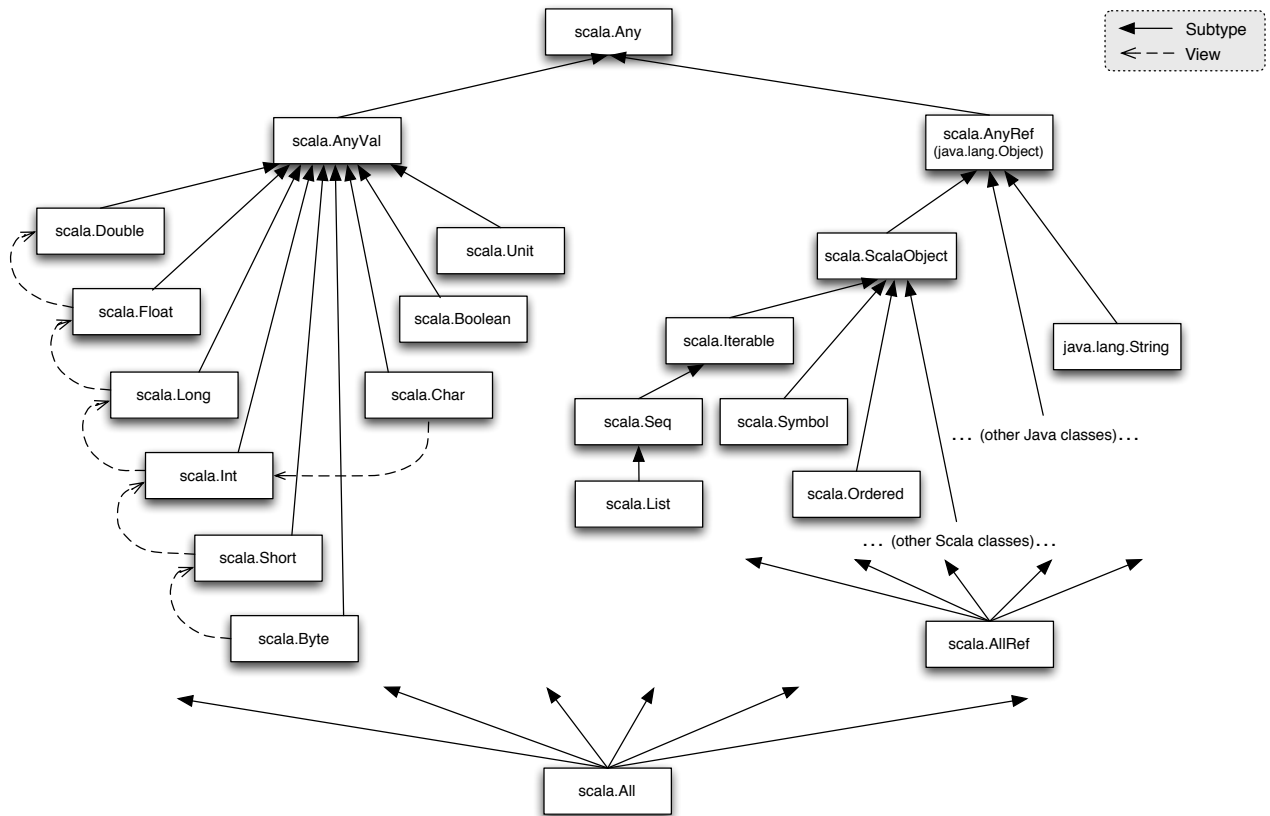 scala.Any
Subtype
View
scala.AnyVal
scala.AnyRef
(java.lang.Object)
scala.Double
scala.Unit
scala.ScalaObject
scala.Float
scala.Boolean
scala.Iterable
java.lang.String
scala.Long
scala.Char
scala.Seq
scala.Symbol
... (other Java classes)...
scala.Int
scala.List
scala.Ordered
... (other Scala classes)...
scala.Short
scala.Byte
scala.AllRef
scala.All